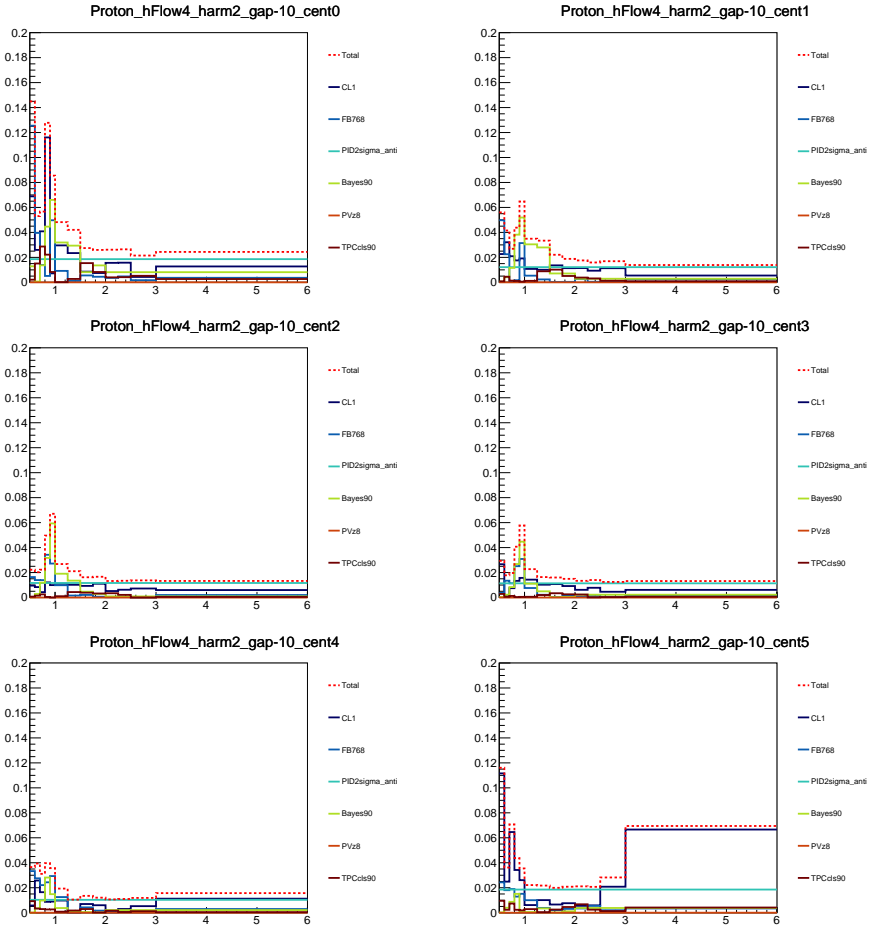 Proton_hFlow4_harm2_gap-10_cent0
0.2
0.18
0.16
0.14
0.12
0.1
0.08
0.06
0.04
0.02
0
1 2 3 4 5 6
Total
CL1
FB768
PID2sigma_anti
Bayes90
PVz8
TPCcls90
Proton_hFlow4_harm2_gap-10_cent1
0.2
0.18
0.16
0.14
0.12
0.1
0.08
0.06
0.04
0.02
0
1 2 3 4 5 6
Total
CL1
FB768
PID2sigma_anti
Bayes90
PVz8
TPCcls90
Proton_hFlow4_harm2_gap-10_cent2
0.2
0.18
0.16
0.14
0.12
0.1
0.08
0.06
0.04
0.02
0
1 2 3 4 5 6
Total
CL1
FB768
PID2sigma_anti
Bayes90
PVz8
TPCcls90
Proton_hFlow4_harm2_gap-10_cent3
0.2
0.18
0.16
0.14
0.12
0.1
0.08
0.06
0.04
0.02
0
1 2 3 4 5 6
Total
CL1
FB768
PID2sigma_anti
Bayes90
PVz8
TPCcls90
Proton_hFlow4_harm2_gap-10_cent4
0.2
0.18
0.16
0.14
0.12
0.1
0.08
0.06
0.04
0.02
0
1 2 3 4 5 6
Total
CL1
FB768
PID2sigma_anti
Bayes90
PVz8
TPCcls90
Proton_hFlow4_harm2_gap-10_cent5
0.2
0.18
0.16
0.14
0.12
0.1
0.08
0.06
0.04
0.02
0
1 2 3 4 5 6
Total
CL1
FB768
PID2sigma_anti
Bayes90
PVz8
TPCcls90